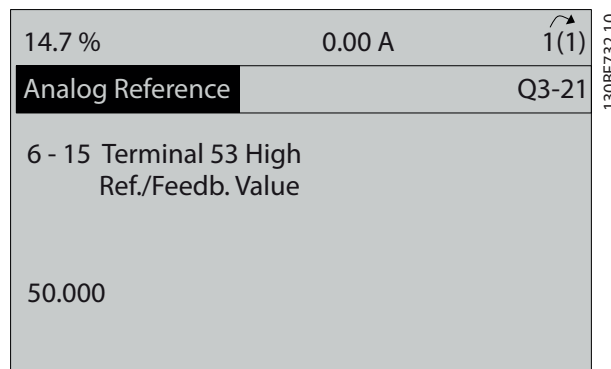 14.7 % 0.00 A 1(1)
Analog Reference Q3-21
6 - 15 Terminal 53 High
Ref./Feedb. Value
50.000
130BF732.10